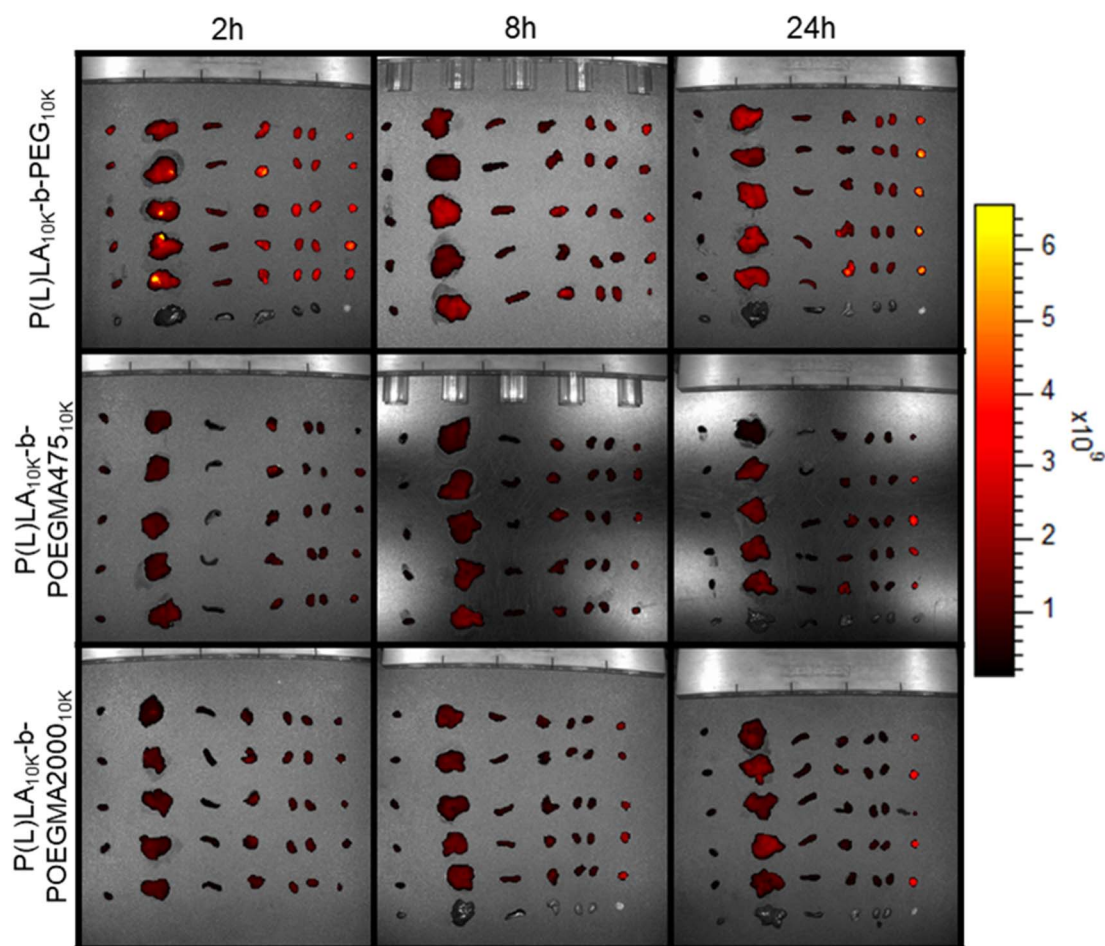 2h 8h 24h
P(L)LA10K-b-PEG10K
P(L)LA10K-b-
POEGMA47510K
P(L)LA10K-b-
POEGMA200010K
6
5
4
3
2
1
x10^9